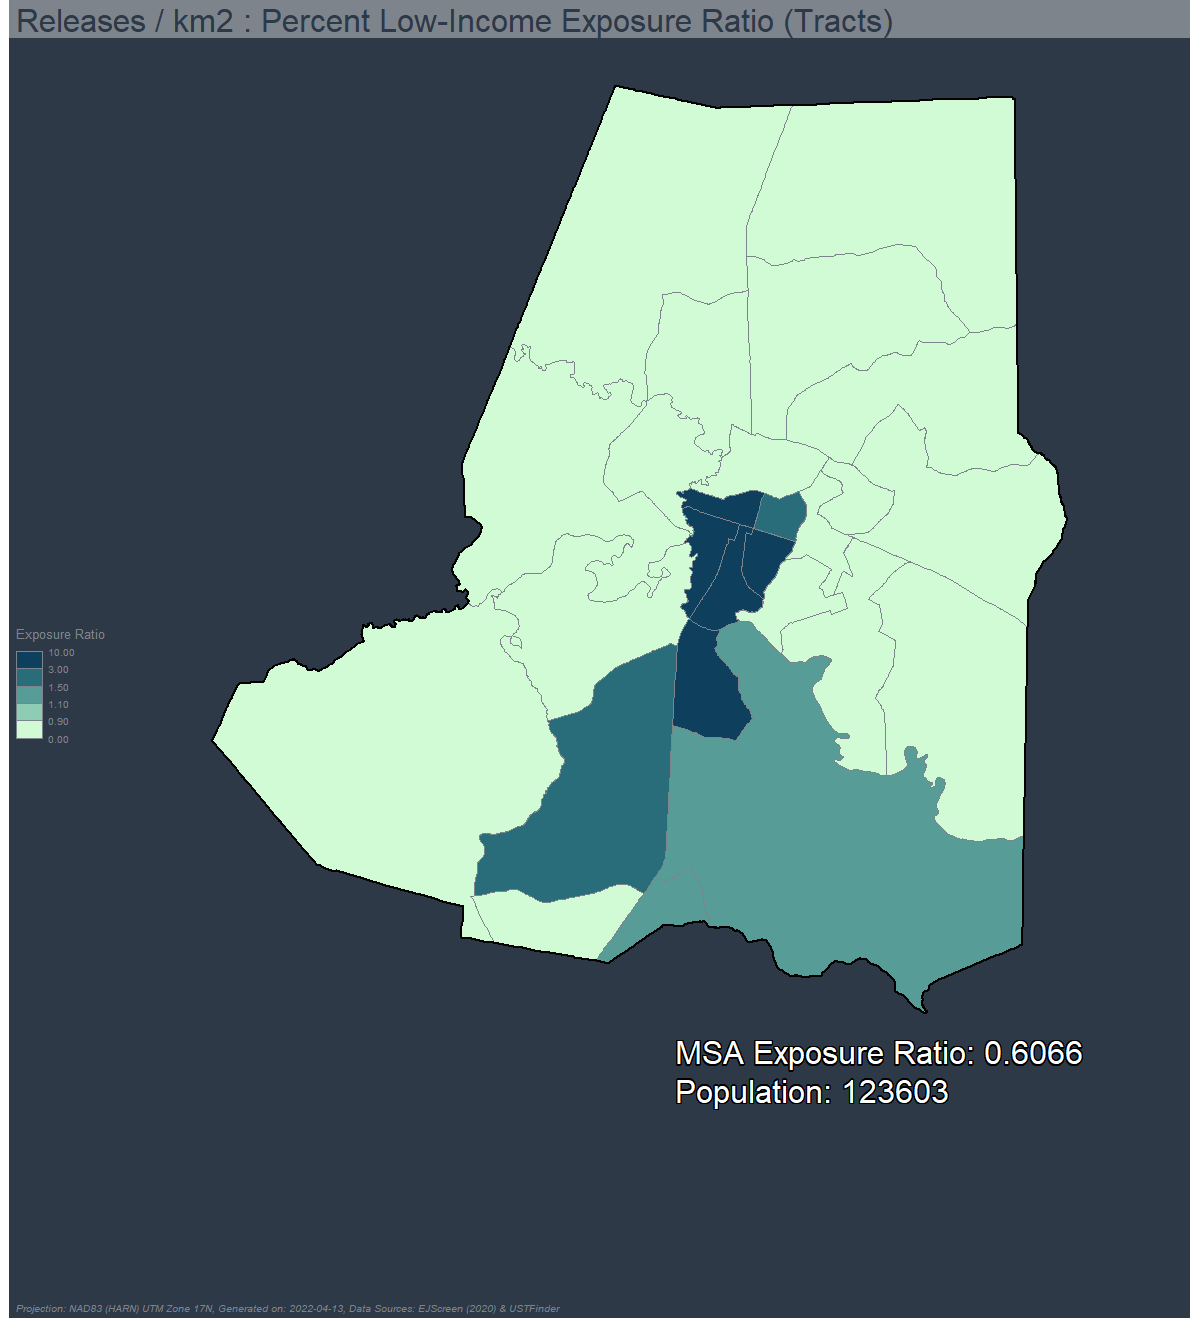 Releases / km2 : Percent Low-Income Exposure Ratio (Tracts)
Exposure Ratio
10.00
3.00
1.50
1.10
0.90
0.00
MSA Exposure Ratio: 0.6066
Population: 123603
Projection: NAD83 (HARN) UTM Zone 17N, Generated on: 2022-04-13, Data Sources: EJScreen (2020) & USTFinder